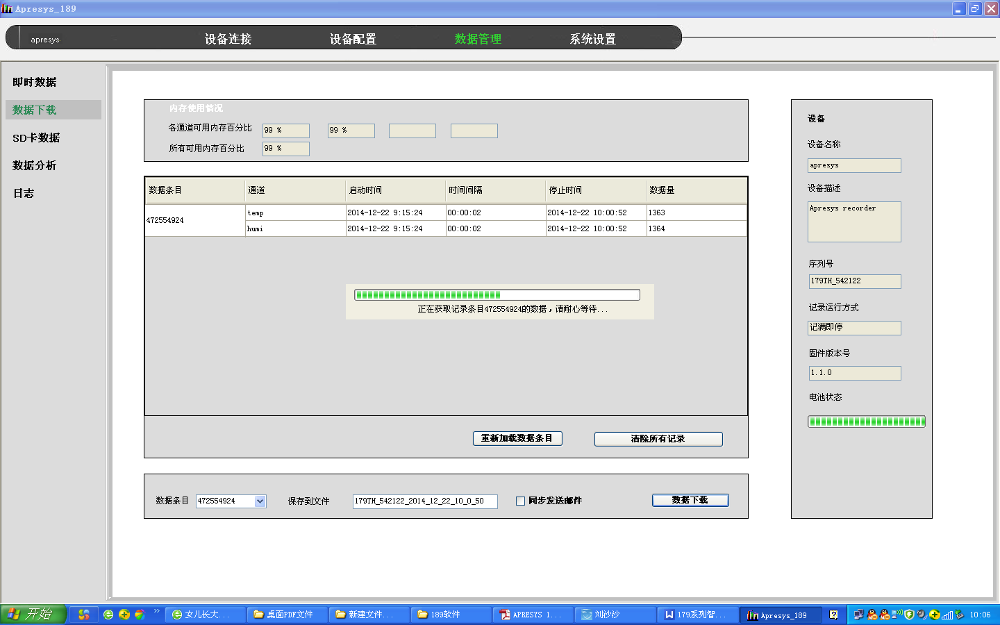 Apresys_189
apresys 设备连接 设备配置 数据管理 系统设置
即时数据
数据下载
SD卡数据
数据分析
日志
内存使用情况
各通道可用内存百分比 99 % 99 %
所有可用内存百分比 99 %
数据条目 通道 启动时间 时间间隔 停止时间 数据量
472554924
temp 2014-12-22 9:15:24 00:00:02 2014-12-22 10:00:52 1363
humi 2014-12-22 9:15:24 00:00:02 2014-12-22 10:00:52 1364
正在获取记录条目472554924的数据，请耐心等待...
重新加载数据条目 清除所有记录
数据条目 472554924 保存到文件 179TH_542122_2014_12_22_10_0_50 同步发送邮件 数据下载
设备
设备名称
apresys
设备描述
Apresys recorder
序列号
179TH_542122
记录运行方式
记满即停
固件版本号
1.1.0
电池状态
开始 女儿长大... 桌面PDF文件 新建文件... 189软件 APRESYS 1... 刘沙沙 179系列智... Apresys_189 10:06